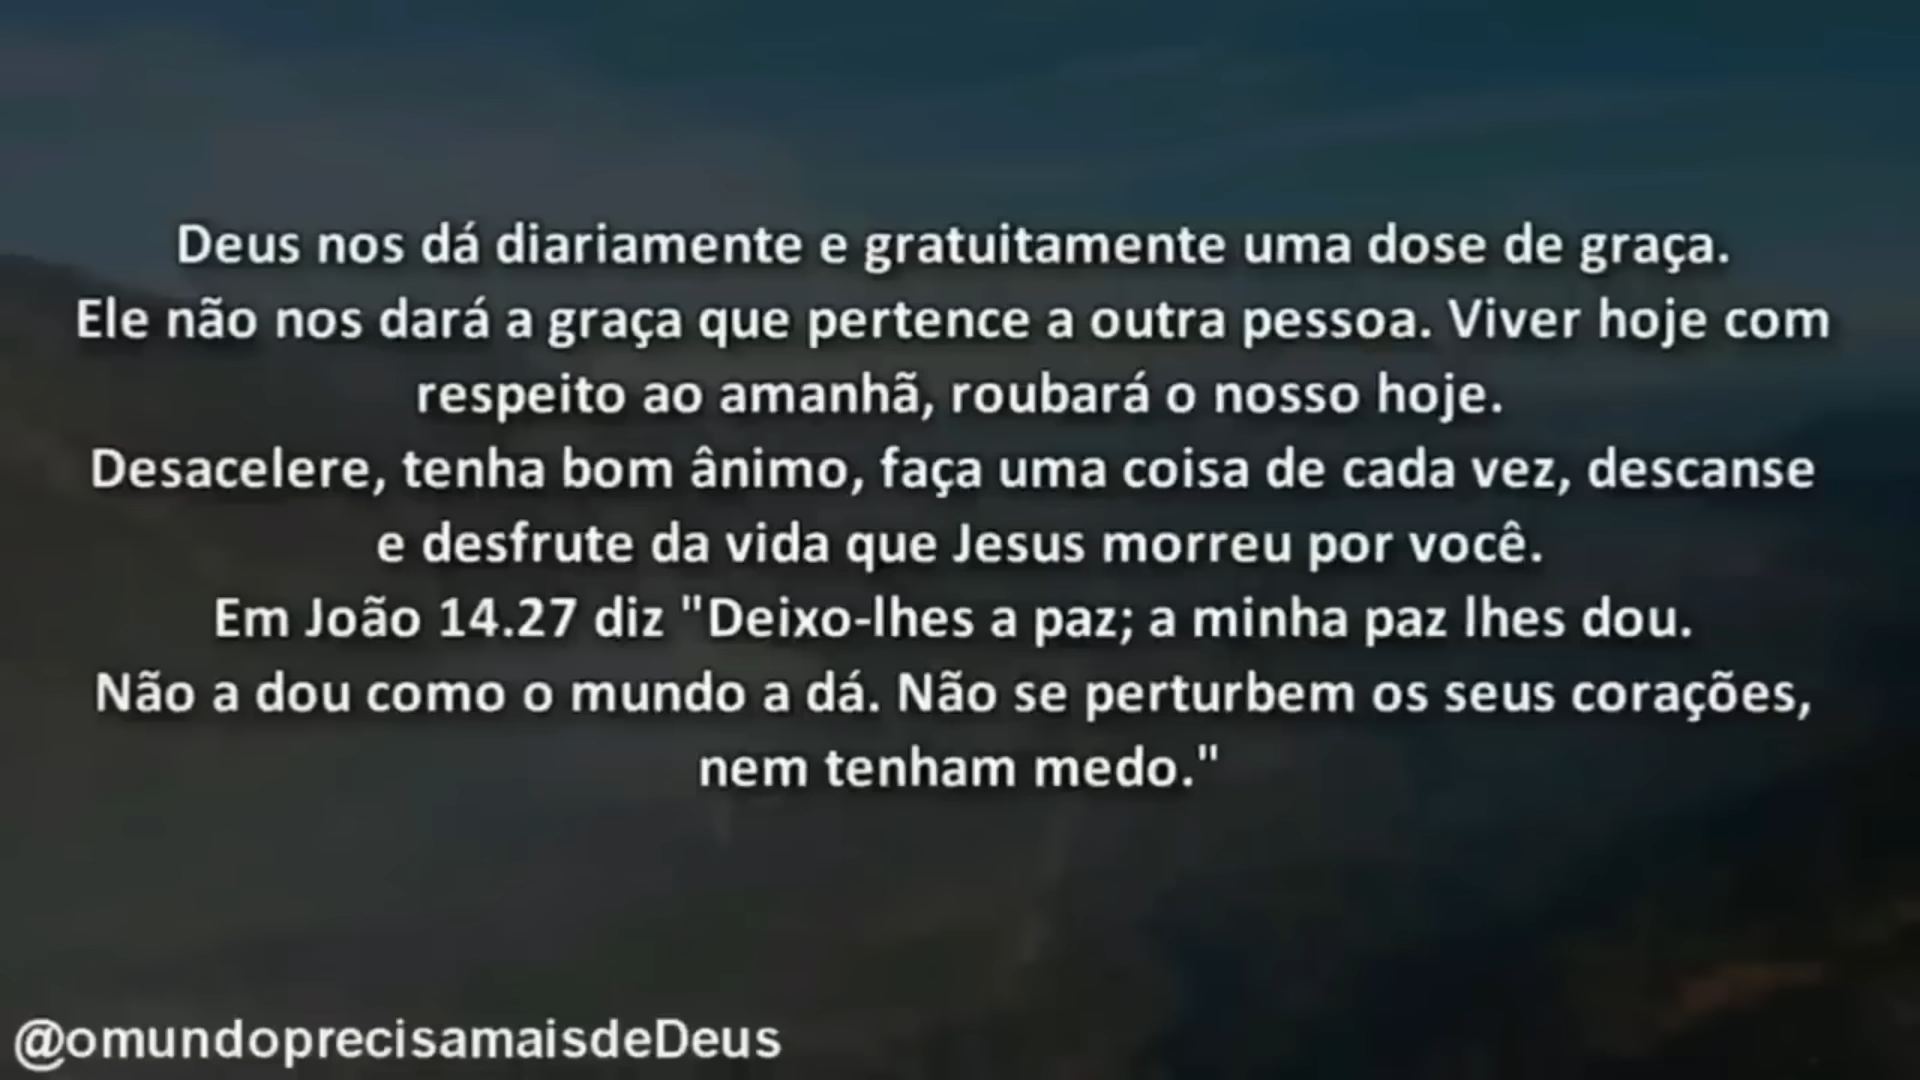 Deus nos dá diariamente e gratuitamente uma dose de graça.
Ele não nos dará a graça que pertence a outra pessoa. Viver hoje com
respeito ao amanhã, roubará o nosso hoje.
Desacelere, tenha bom ânimo, faça uma coisa de cada vez, descanse
e desfrute da vida que Jesus morreu por você.
Em João 14.27 diz "Deixo-lhes a paz; a minha paz lhes dou.
Não a dou como o mundo a dá. Não se perturbem os seus corações,
nem tenham medo."
@omundoprecisamaisdeDeus